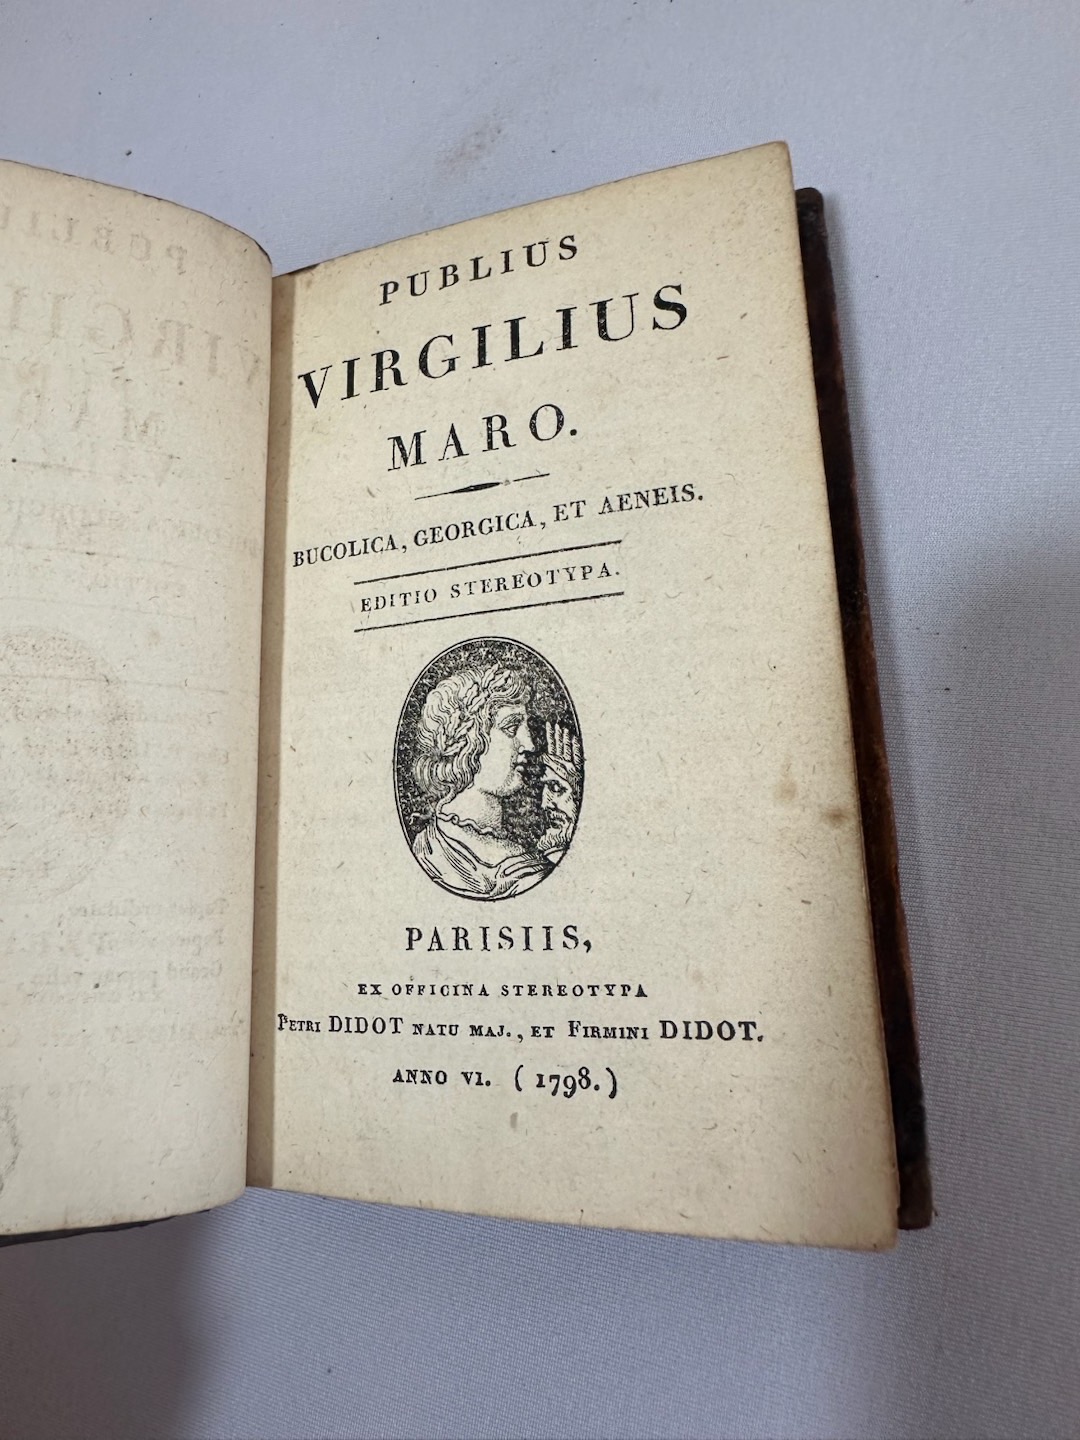 PUBLIUS
VIRGILIUS
MARO.
BUCOLICA, GEORGICA, ET AENEIS.
EDITIO STEREOTYPA.
PARISIIS,
EX OFFICINA STEREOTYPA
PETRI DIDOT NATU MAJ., ET FIRMINI DIDOT.
ANNO VI. (1798.)